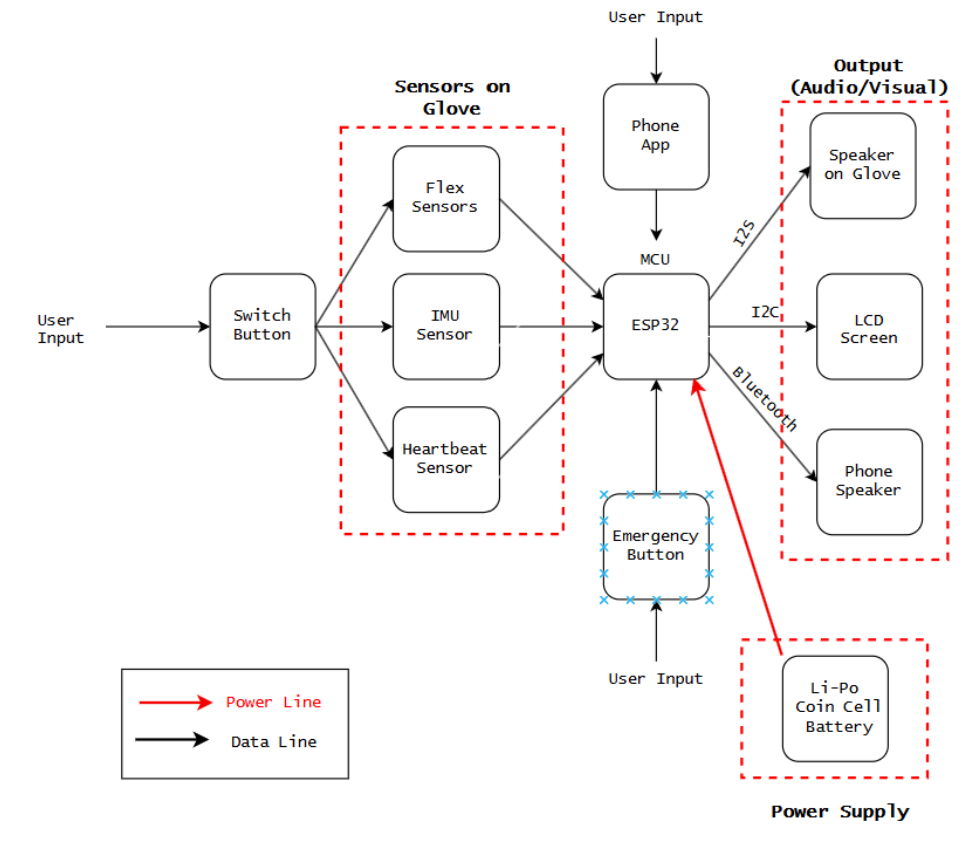 User Input
Output
(Audio/Visual)
Sensors on
Glove
Phone
App
Speaker
on Glove
Flex
Sensors
I2S
MCU
User
Input
Switch
Button
IMU
Sensor
ESP32
I2C
LCD
Screen
Bluetooth
Heartbeat
Sensor
Phone
Speaker
Emergency
Button
User Input
Li-Po
Coin Cell
Battery
Power Line
Data Line
Power Supply